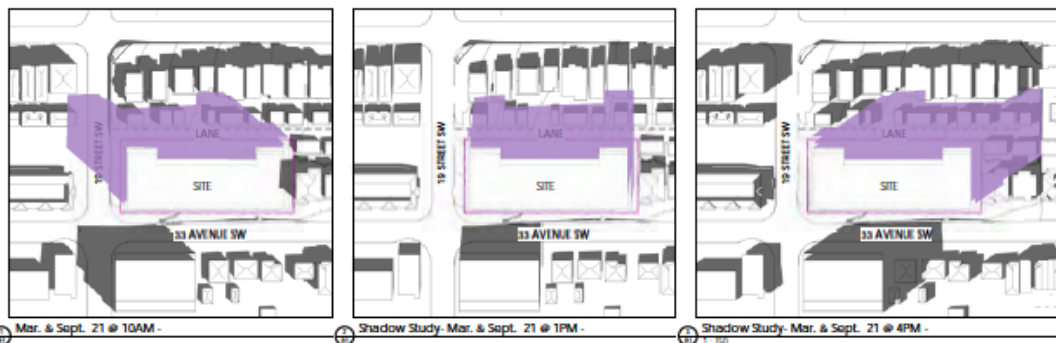 19 STREET SW
LANE
SITE
33 AVENUE SW
Mar. & Sept. 21 @ 10AM -
19 STREET SW
LANE
SITE
33 AVENUE SW
Shadow Study- Mar. & Sept. 21 @ 1PM -
19 STREET SW
LANE
SITE
33 AVENUE SW
Shadow Study- Mar. & Sept. 21 @ 4PM -